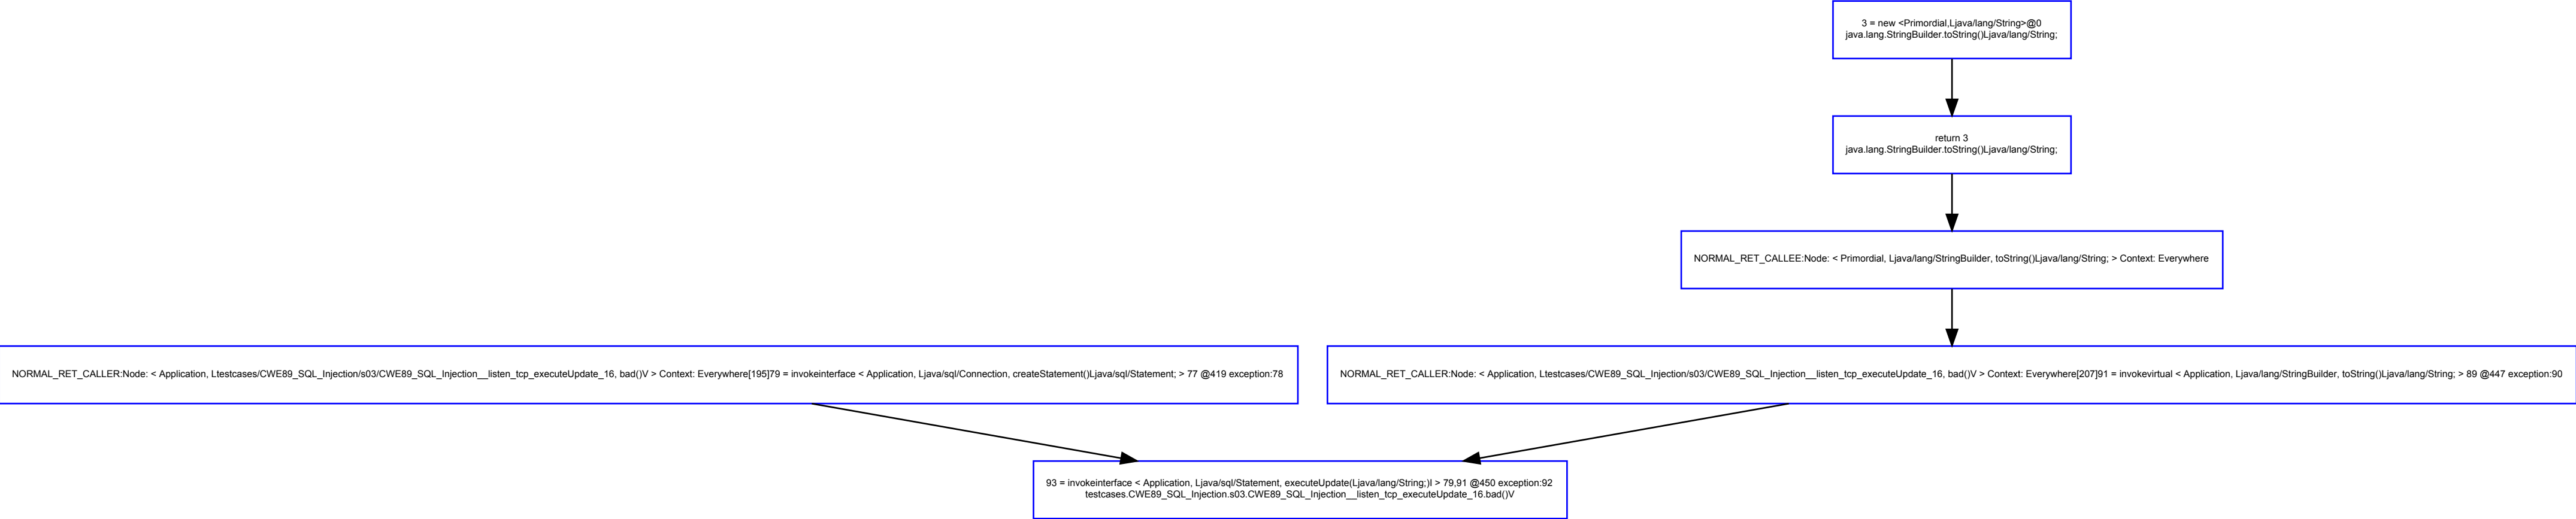 3 = new <Primordial,Ljava/lang/String>@0
java.lang.StringBuilder.toString()Ljava/lang/String;
return 3
java.lang.StringBuilder.toString()Ljava/lang/String;
NORMAL_RET_CALLEE:Node: < Primordial, Ljava/lang/StringBuilder, toString()Ljava/lang/String; > Context: Everywhere
NORMAL_RET_CALLER:Node: < Application, Ltestcases/CWE89_SQL_Injection/s03/CWE89_SQL_Injection__listen_tcp_executeUpdate_16, bad()V > Context: Everywhere[195]79 = invokeinterface < Application, Ljava/sql/Connection, createStatement()Ljava/sql/Statement; > 77 @419 exception:78
NORMAL_RET_CALLER:Node: < Application, Ltestcases/CWE89_SQL_Injection/s03/CWE89_SQL_Injection__listen_tcp_executeUpdate_16, bad()V > Context: Everywhere[207]91 = invokevirtual < Application, Ljava/lang/StringBuilder, toString()Ljava/lang/String; > 89 @447 exception:90
93 = invokeinterface < Application, Ljava/sql/Statement, executeUpdate(Ljava/lang/String;)I > 79,91 @450 exception:92
testcases.CWE89_SQL_Injection.s03.CWE89_SQL_Injection__listen_tcp_executeUpdate_16.bad()V